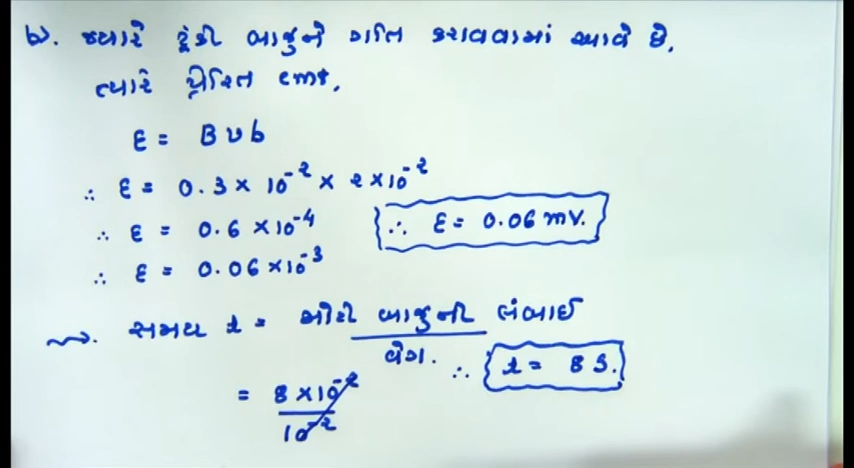 b). જ્યારે ટૂંકી બાજુને ગતિ કરાવવામાં આવે છે,
ત્યારે પ્રેરિત emf,
ε = B υ b
∴ ε = 0.3 × 10⁻² × 2 × 10⁻²
∴ ε = 0.6 × 10⁻⁴
∴ ε = 0.06 mV.
∴ ε = 0.06 × 10⁻³
સમય t = મોટી બાજુની લંબાઈ
વેગ.
∴ t = 8 S.
= 8 × 10⁻²
10⁻²